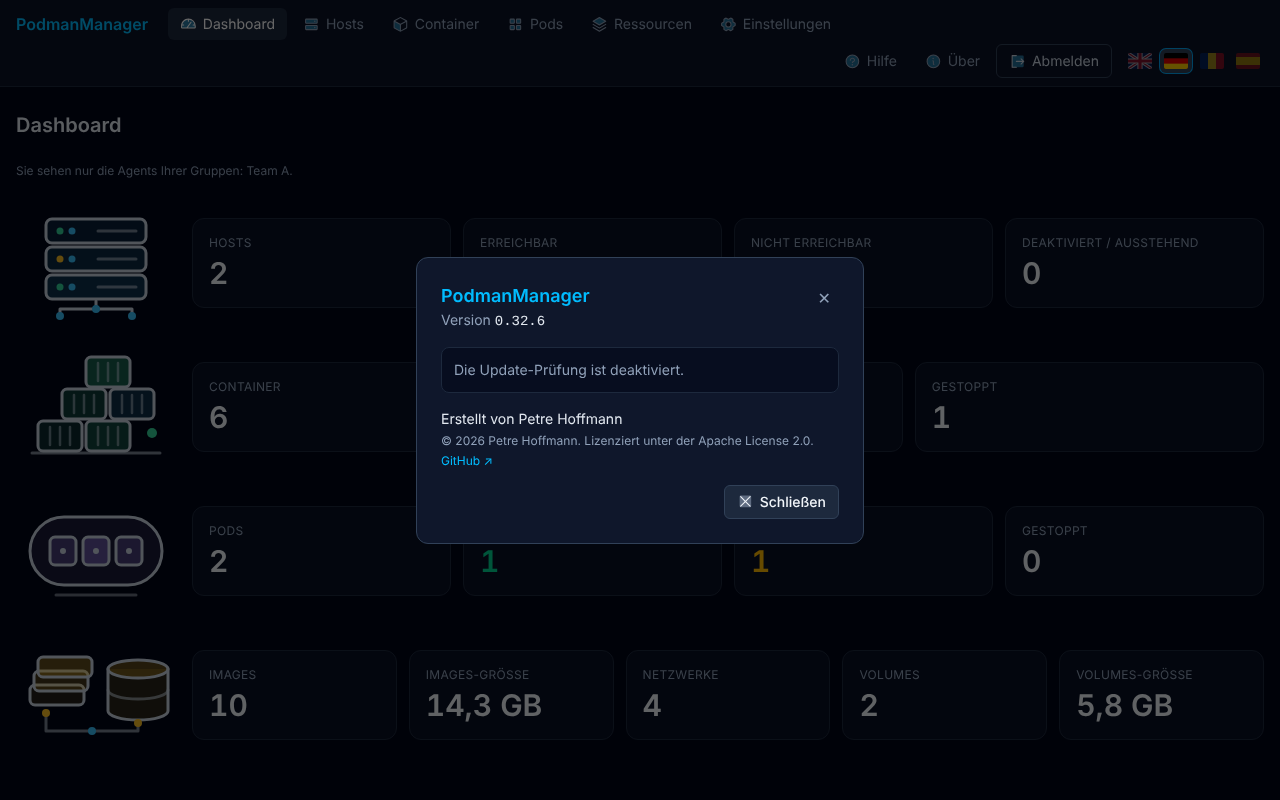 PodmanManager Dashboard Hosts Container Pods Ressourcen Einstellungen
Hilfe Über Abmelden
Dashboard
Sie sehen nur die Agents Ihrer Gruppen: Team A.
HOSTS ERREICHBAR NICHT ERREICHBAR DEAKTIVIERT / AUSSTEHEND
2 0
PodmanManager ✕
Version 0.32.6
Die Update-Prüfung ist deaktiviert.
CONTAINER GESTOPPT
6 1
Erstellt von Petre Hoffmann
© 2026 Petre Hoffmann. Lizenziert unter der Apache License 2.0.
GitHub ↗
Schließen
PODS GESTOPPT
2 1 1 0
IMAGES IMAGES-GRÖSSE NETZWERKE VOLUMES VOLUMES-GRÖSSE
10 14,3 GB 4 2 5,8 GB